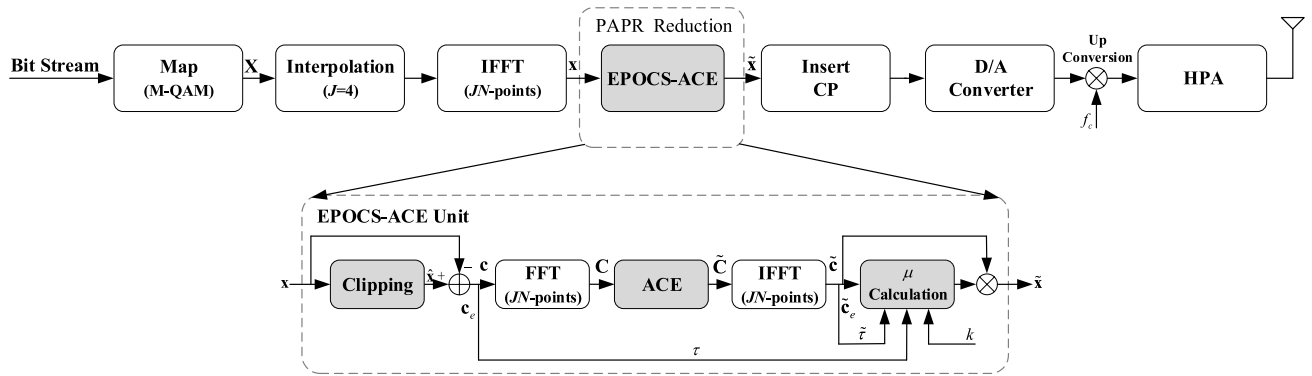 PAPR Reduction
Bit Stream
Map
(M-QAM)
X
Interpolation
(J=4)
IFFT
(JN-points)
x
EPOCS-ACE
x̃
Insert
CP
D/A
Converter
Up
Conversion
f_c
HPA
EPOCS-ACE Unit
x
Clipping
x̂
+
−
c
c_e
FFT
(JN-points)
C
ACE
C̃
IFFT
(JN-points)
c̃
c̃_e
μ
Calculation
x̃
τ̃
k
τ